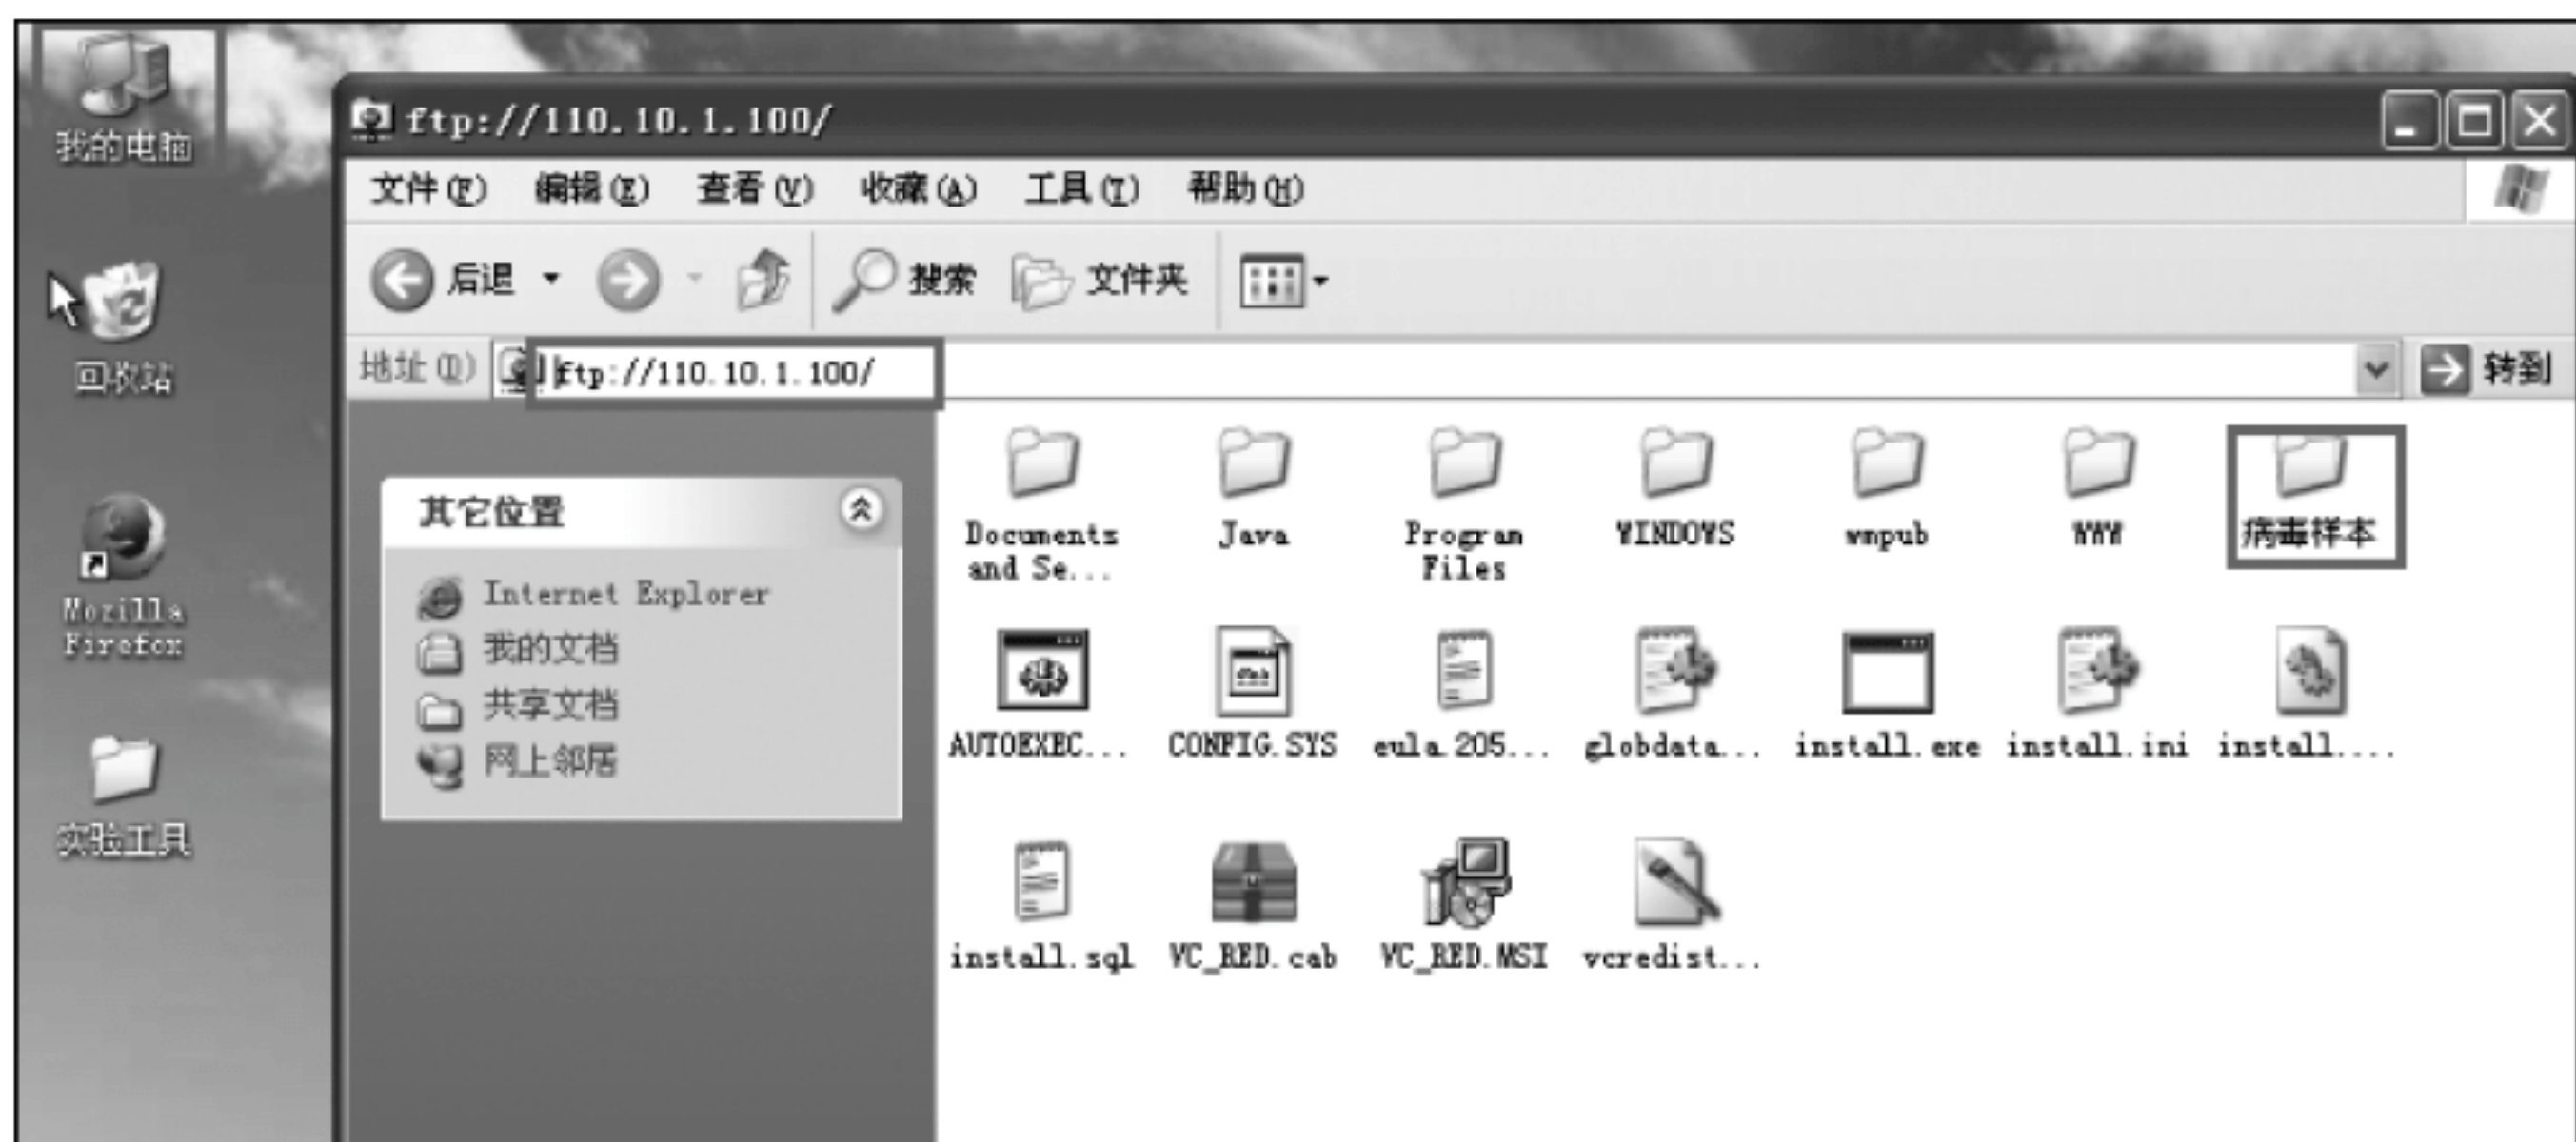 我的电脑
回收站
Mozilla
Firefox
实验工具
ftp://110.10.1.100/
文件(F) 编辑(E) 查看(V) 收藏(A) 工具(T) 帮助(H)
后退 搜索 文件夹
地址(D) ftp://110.10.1.100/ 转到
其它位置
Internet Explorer
我的文档
共享文档
网上邻居
Documents
and Se...
Java
Program
Files
WINDOWS
wmpub
WWW
病毒样本
AUTOEXEC... CONFIG.SYS eula.205... globdata... install.exe install.ini install....
install.sql VC_RED.cab VC_RED.MSI vcredist...